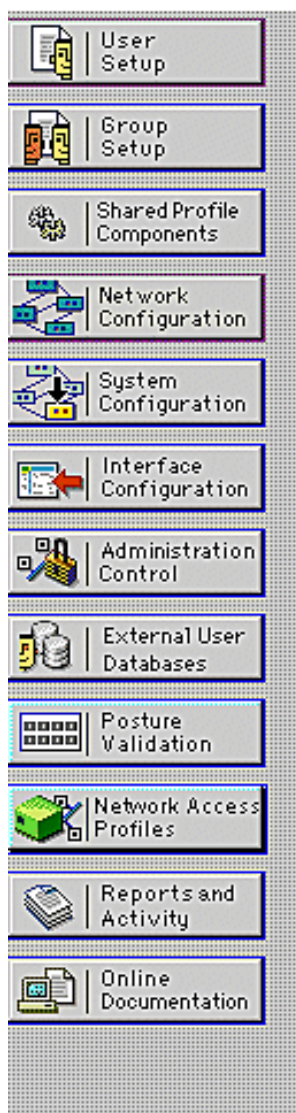 User
Setup
Group
Setup
Shared Profile
Components
Network
Configuration
System
Configuration
Interface
Configuration
Administration
Control
External User
Databases
Posture
Validation
Network Access
Profiles
Reports and
Activity
Online
Documentation